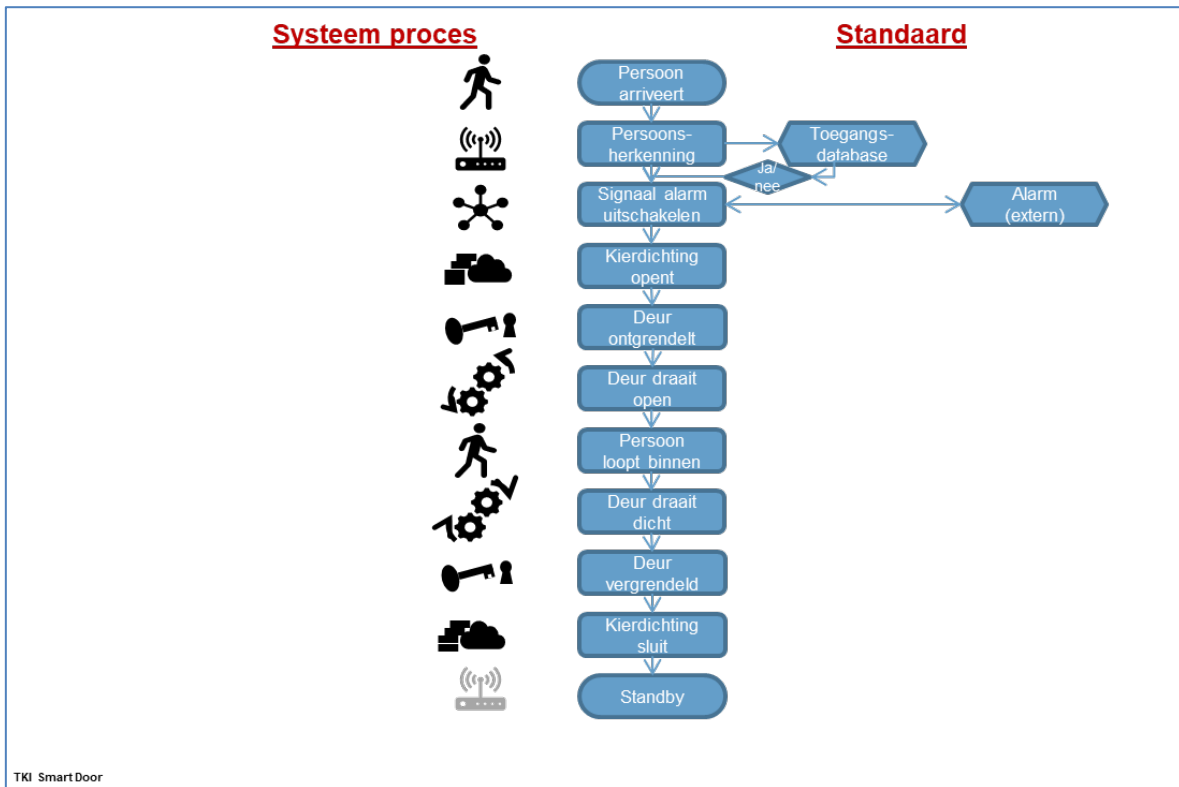 Systeem proces
Standaard
Persoon
arriveert
Persoons-
herkenning
Toegangs-
database
Ja/
nee
Signaal alarm
uitschakelen
Alarm
(extern)
Kierdichting
opent
Deur
ontgrendelt
Deur draait
open
Persoon
loopt binnen
Deur draait
dicht
Deur
vergrendeld
Kierdichting
sluit
Standby
TKI Smart Door